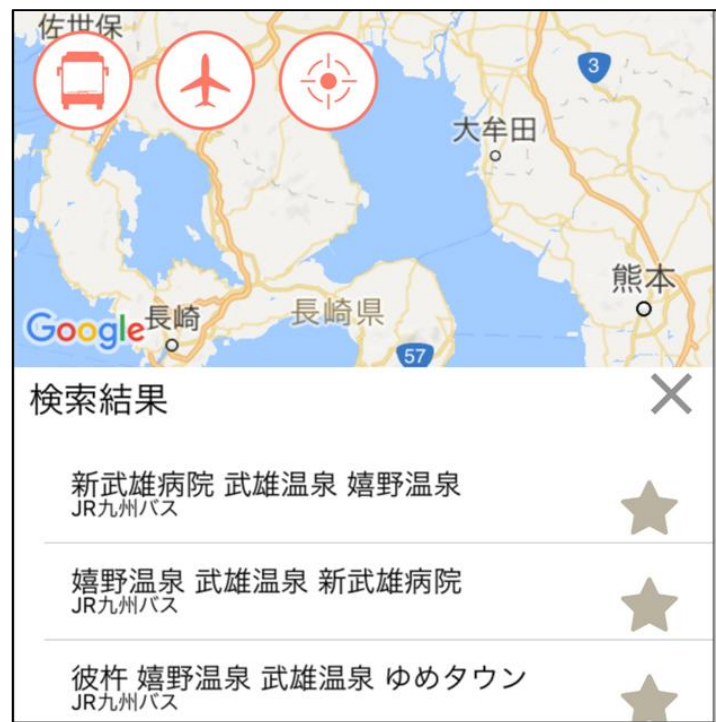 佐世保
3
大牟田
熊本
長崎県
Google
長崎
57
検索結果
新武雄病院 武雄温泉 嬉野温泉
JR九州バス
嬉野温泉 武雄温泉 新武雄病院
JR九州バス
彼杵 嬉野温泉 武雄温泉 ゆめタウン
JR九州バス